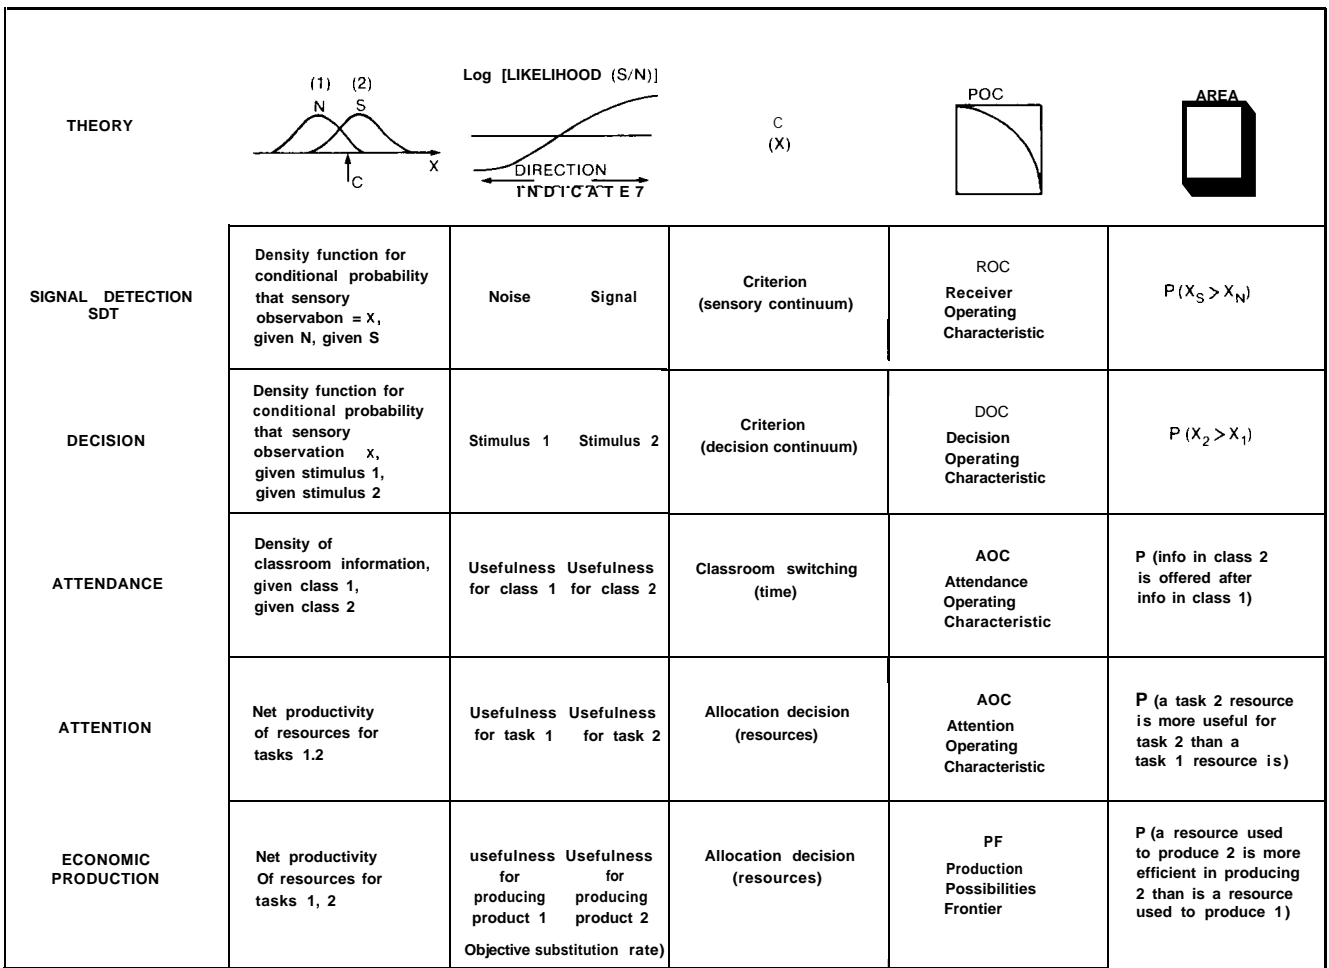 THEORY
(1) (2)
N S
X
C
Log [LIKELIHOOD (S/N)]
DIRECTION
INDICATE7
C
(X)
POC
AREA
SIGNAL DETECTION
SDT
Density function for
conditional probability
that sensory
observabon = X,
given N, given S
Noise Signal
Criterion
(sensory continuum)
ROC
Receiver
Operating
Characteristic
P(X_S > X_N)
DECISION
Density function for
conditional probability
that sensory
observation x,
given stimulus 1,
given stimulus 2
Stimulus 1 Stimulus 2
Criterion
(decision continuum)
DOC
Decision
Operating
Characteristic
P (X_2 > X_1)
ATTENDANCE
Density of
classroom information,
given class 1,
given class 2
Usefulness Usefulness
for class 1 for class 2
Classroom switching
(time)
AOC
Attendance
Operating
Characteristic
P (info in class 2
is offered after
info in class 1)
ATTENTION
Net productivity
of resources for
tasks 1.2
Usefulness Usefulness
for task 1 for task 2
Allocation decision
(resources)
AOC
Attention
Operating
Characteristic
P (a task 2 resource
is more useful for
task 2 than a
task 1 resource is)
ECONOMIC
PRODUCTION
Net productivity
Of resources for
tasks 1, 2
usefulness Usefulness
for for
producing producing
product 1 product 2
Objective substitution rate)
Allocation decision
(resources)
PF
Production
Possibilities
Frontier
P (a resource used
to produce 2 is more
efficient in producing
2 than is a resource
used to produce 1)